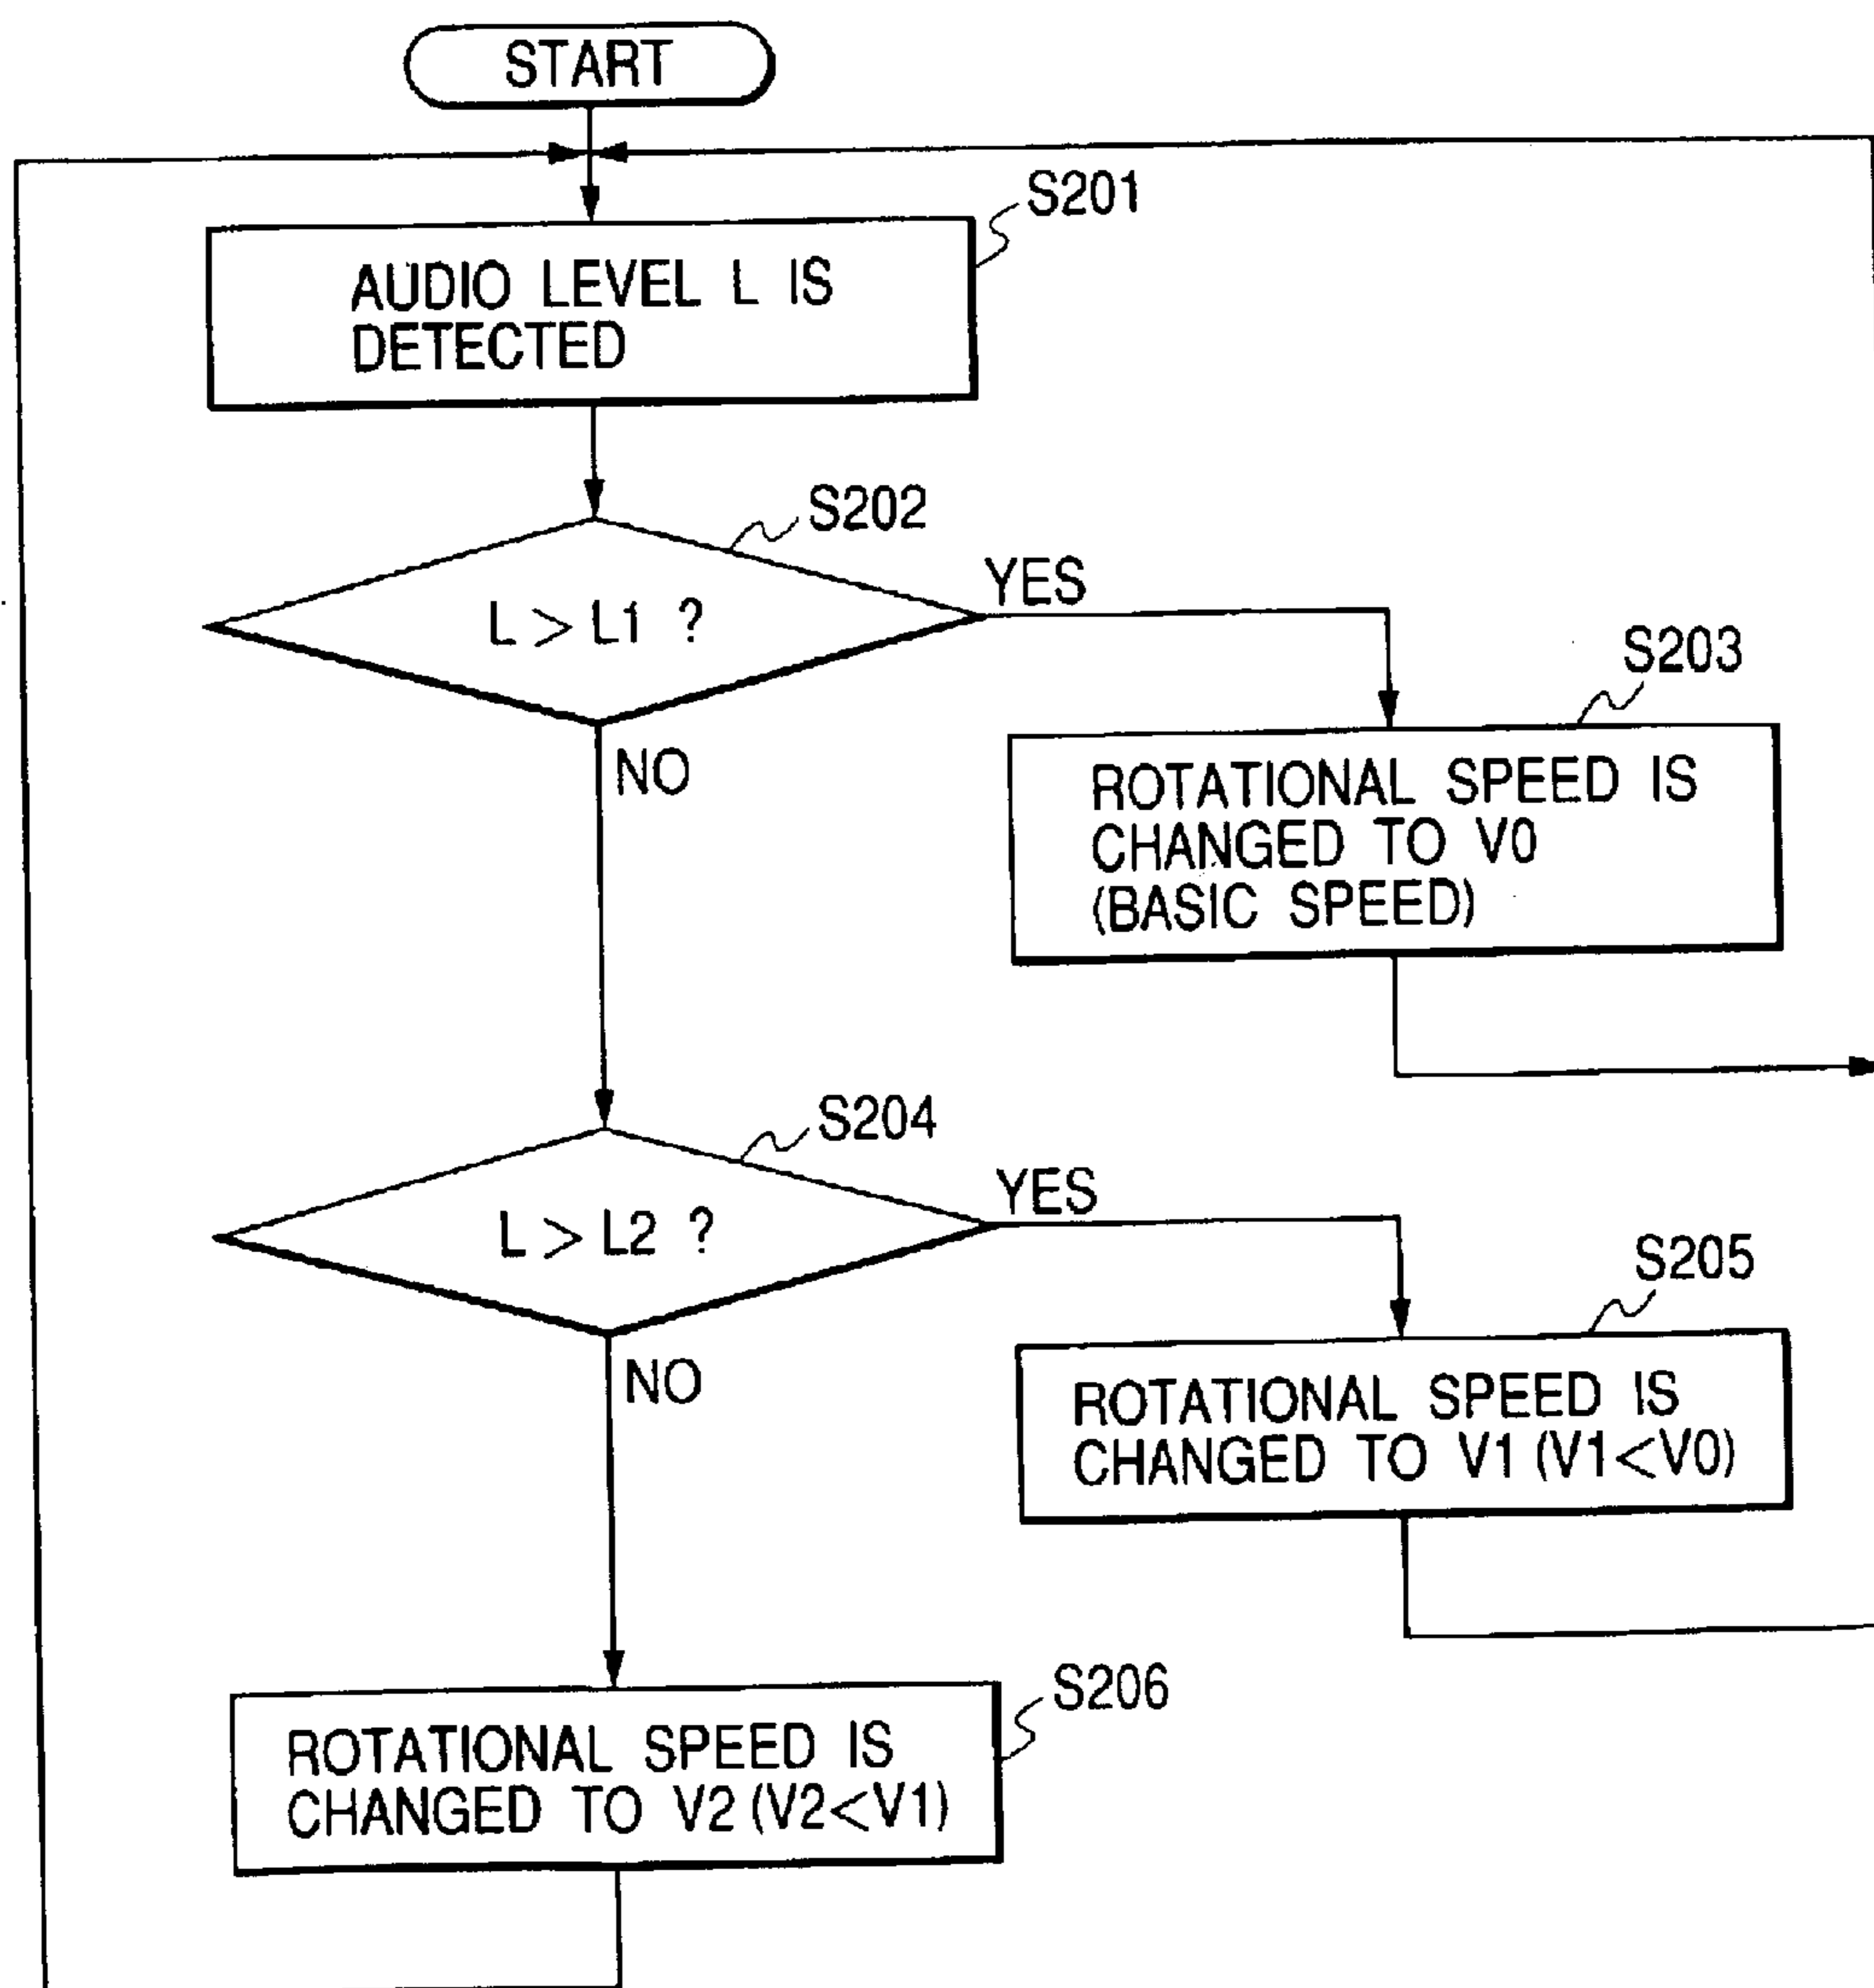 START
S201
AUDIO LEVEL L IS
DETECTED
S202
L > L1 ?
YES
NO
S203
ROTATIONAL SPEED IS
CHANGED TO V0
(BASIC SPEED)
S204
L > L2 ?
YES
NO
S205
ROTATIONAL SPEED IS
CHANGED TO V1 (V1<V0)
S206
ROTATIONAL SPEED IS
CHANGED TO V2 (V2<V1)